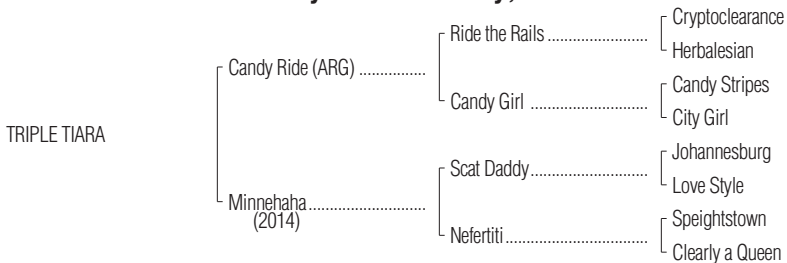 Cryptoclearance
Ride the Rails
Herbalesian
Candy Ride (ARG)
Candy Stripes
Candy Girl
City Girl
TRIPLE TIARA
Johannesburg
Scat Daddy
Love Style
Minnehaha
(2014)
Speightstown
Nefertiti
Clearly a Queen